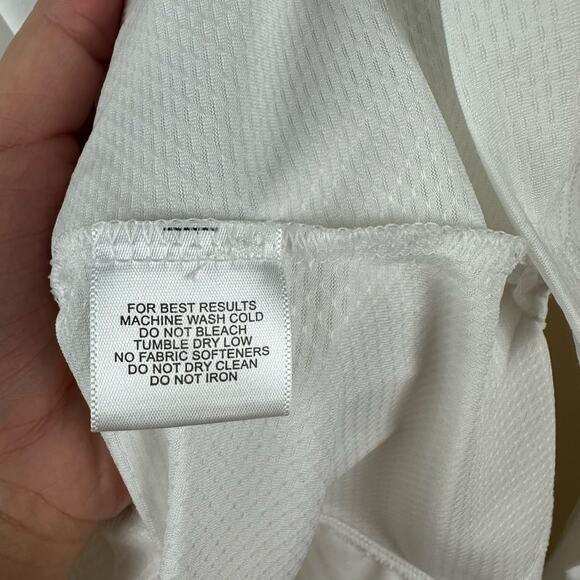 FOR BEST RESULTS
MACHINE WASH COLD
DO NOT BLEACH
TUMBLE DRY LOW
NO FABRIC SOFTENERS
DO NOT DRY CLEAN
DO NOT IRON